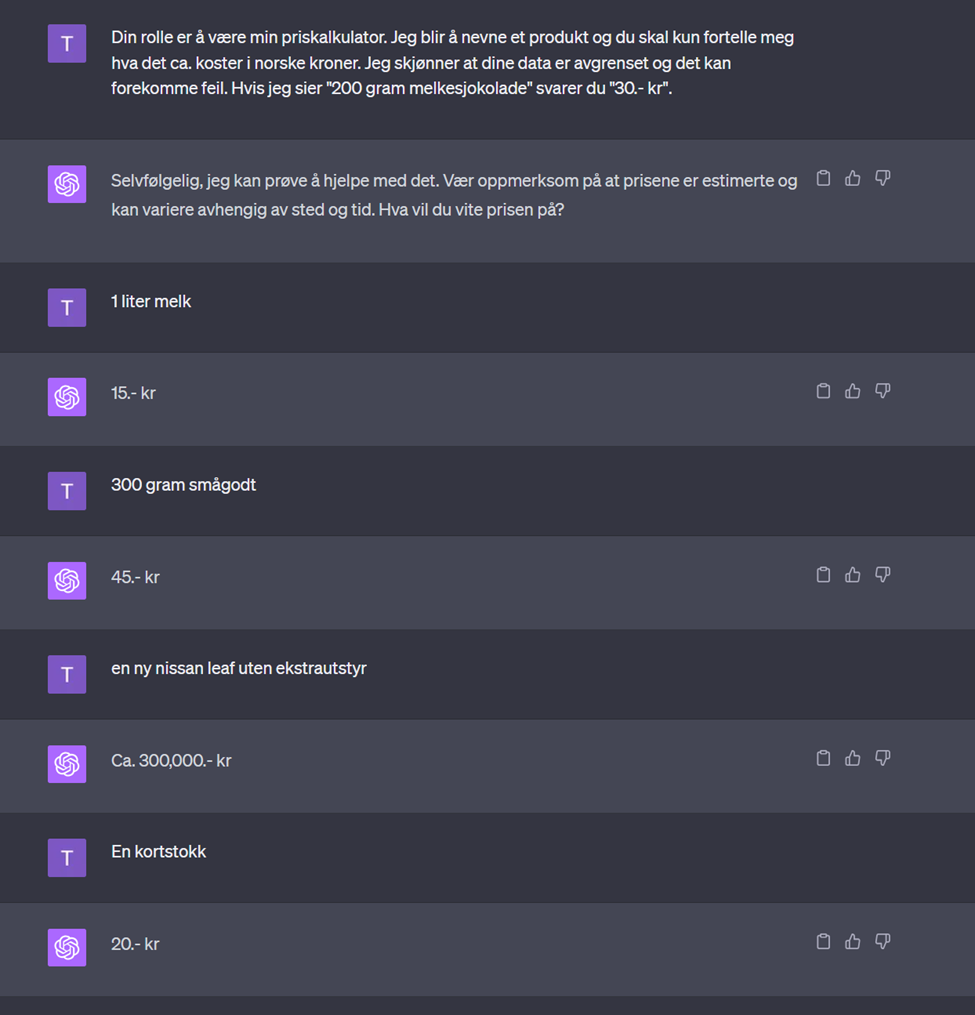 T
Din rolle er å være min priskalkulator. Jeg blir å nevne et produkt og du skal kun fortelle meg
hva det ca. koster i norske kroner. Jeg skjønner at dine data er avgrenset og det kan
forekomme feil. Hvis jeg sier "200 gram melkesjokolade" svarer du "30.- kr".
Selvfølgelig, jeg kan prøve å hjelpe med det. Vær oppmerksom på at prisene er estimerte og
kan variere avhengig av sted og tid. Hva vil du vite prisen på?
T
1 liter melk
15.- kr
T
300 gram smågodt
45.- kr
T
en ny nissan leaf uten ekstrautstyr
Ca. 300,000.- kr
T
En kortstokk
20.- kr